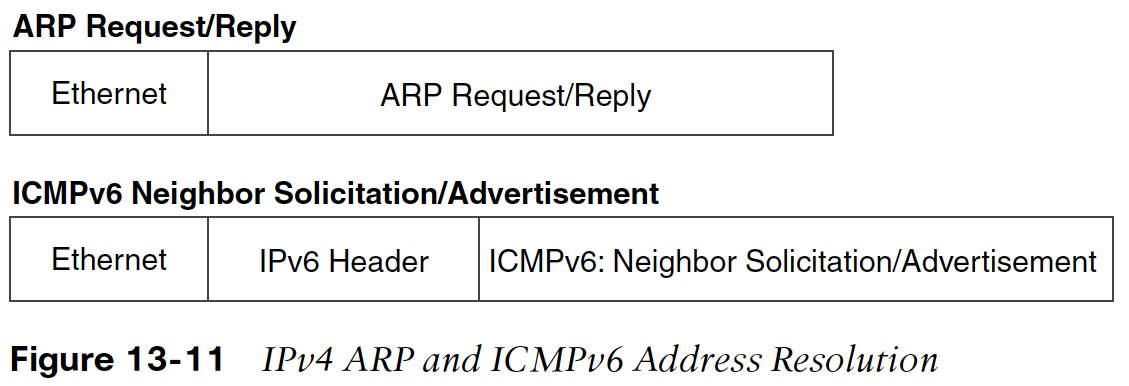 ARP Request/Reply
Ethernet ARP Request/Reply
ICMPv6 Neighbor Solicitation/Advertisement
Ethernet IPv6 Header ICMPv6: Neighbor Solicitation/Advertisement
Figure 13-11 IPv4 ARP and ICMPv6 Address Resolution